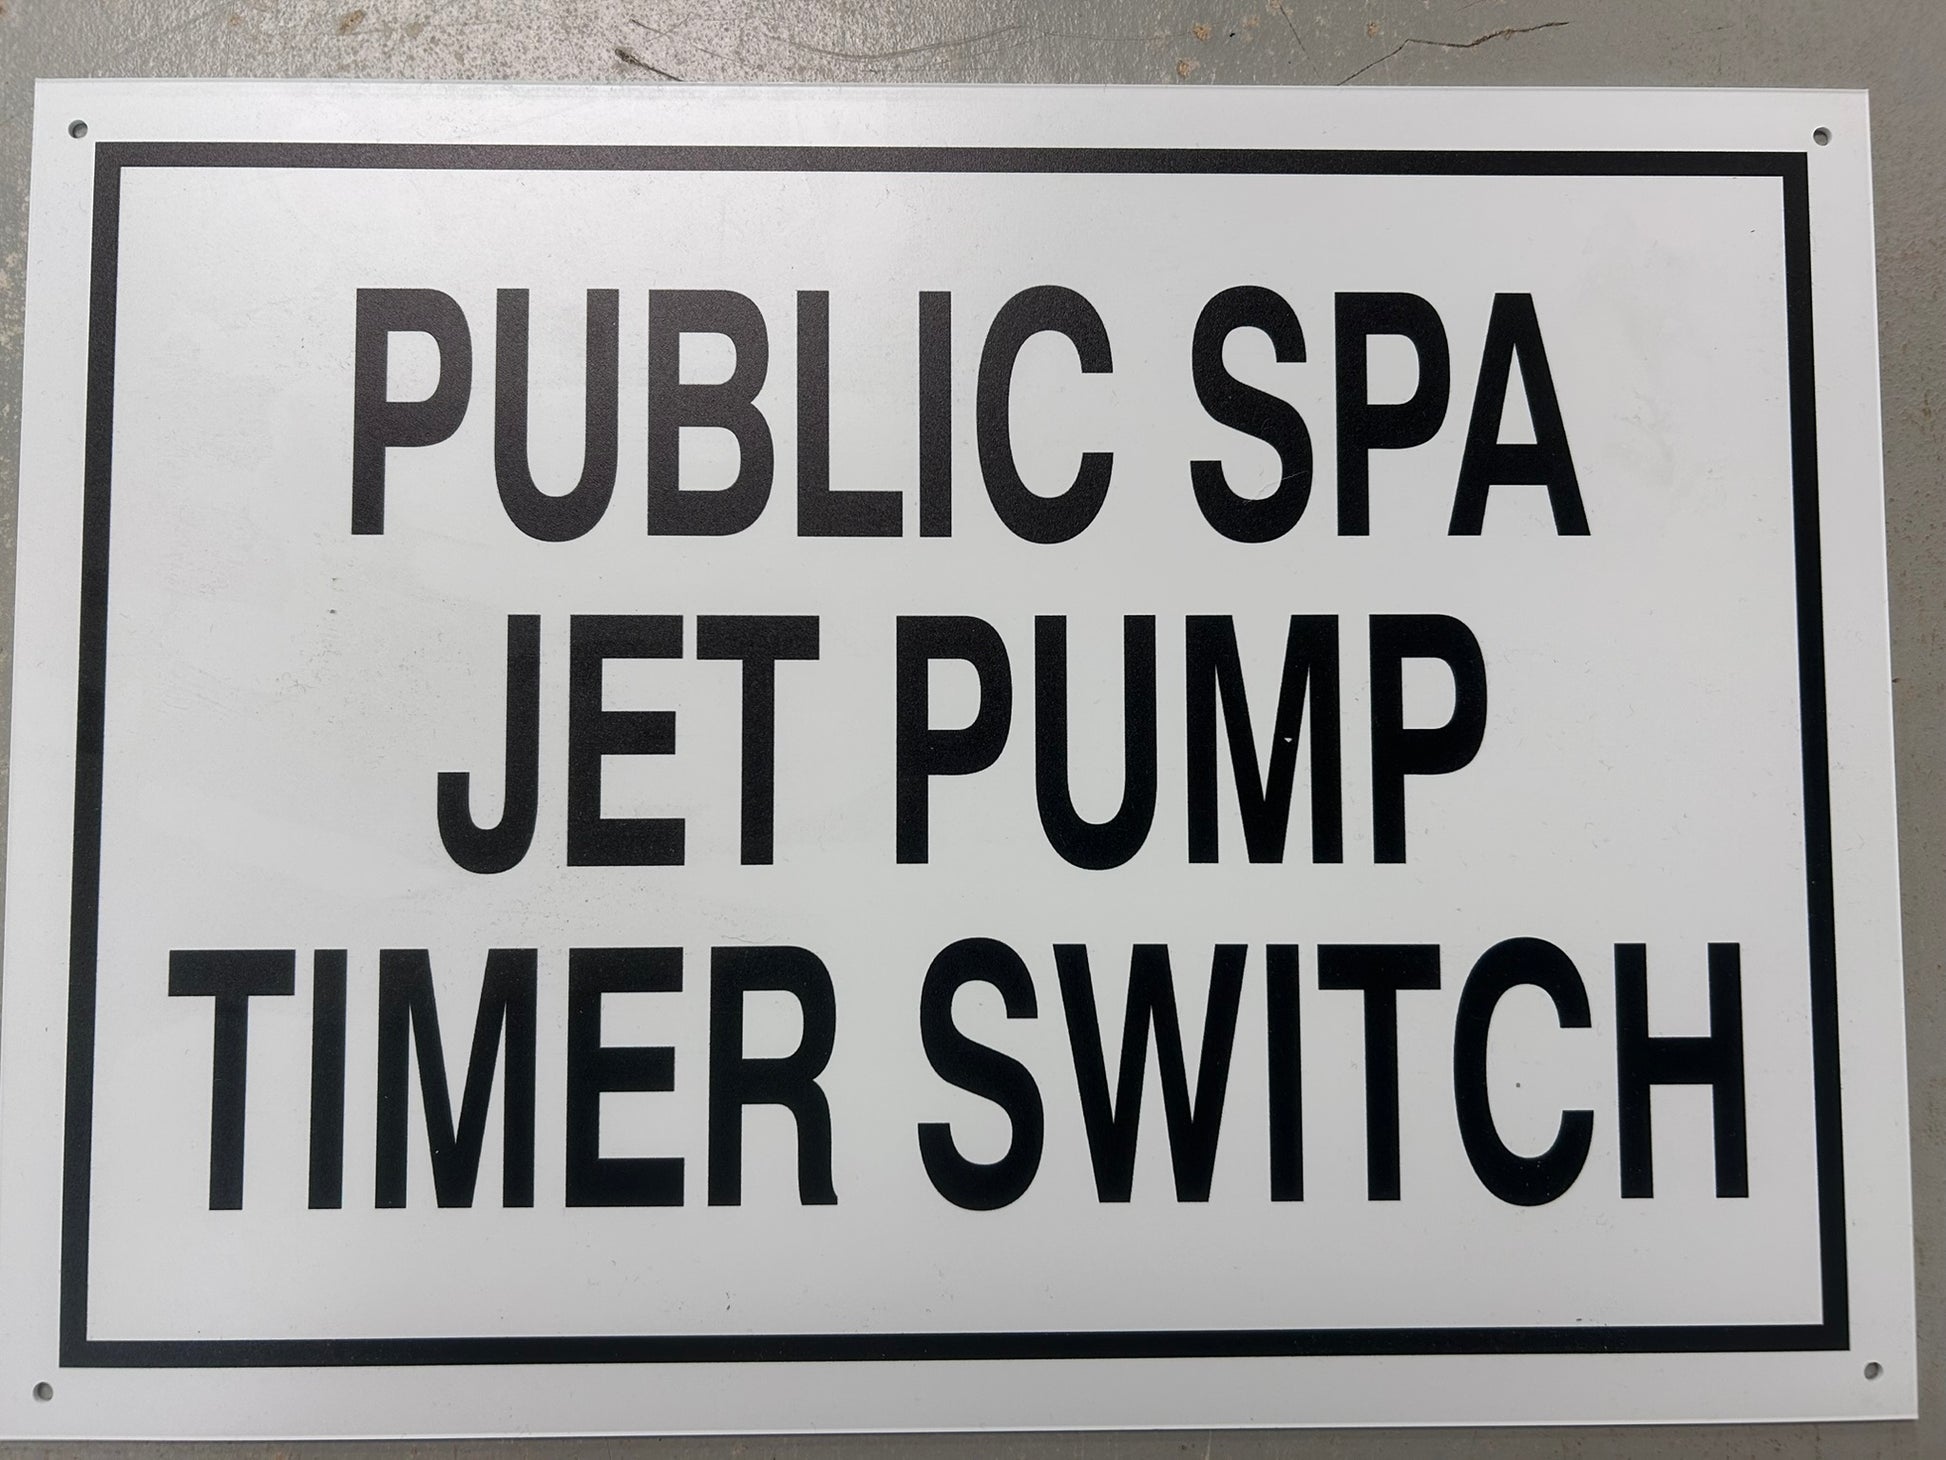 PUBLIC SPA
JET PUMP
TIMER SWITCH